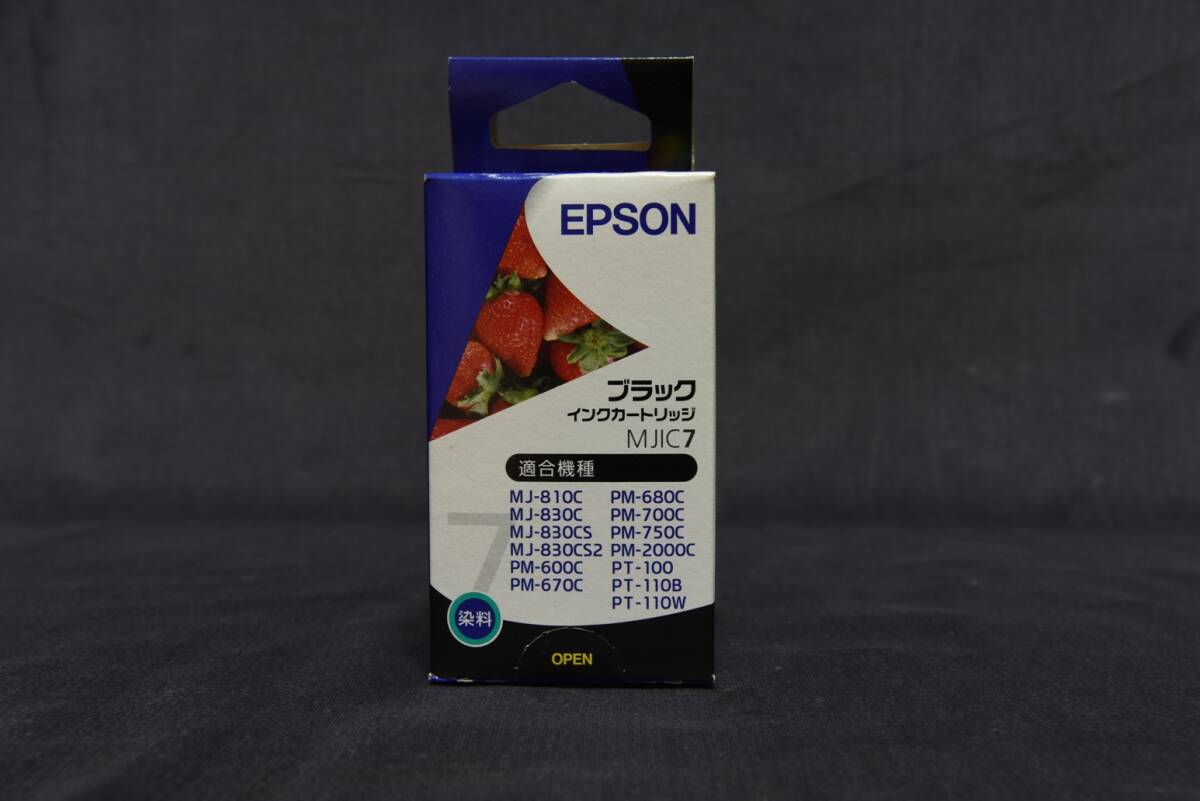 EPSON
ブラック
インクカートリッジ
MJIC7
適合機種
MJ-810C PM-680C
MJ-830C PM-700C
MJ-830CS PM-750C
MJ-830CS2 PM-2000C
PM-600C PT-100
PM-670C PT-110B
PT-110W
7
染料
OPEN